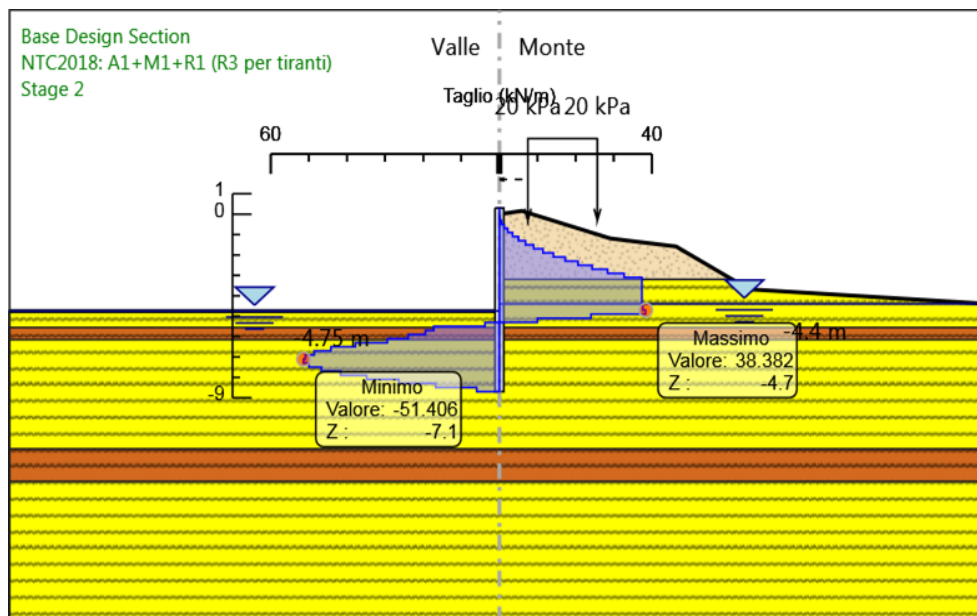 Base Design Section
NTC2018: A1+M1+R1 (R3 per tiranti)
Stage 2
Valle
Monte
Taglio (kN/m)
20 kPa 20 kPa
60
40
1
0
-9
4.75 m
-4.4 m
Massimo
Valore: 38.382
Z : -4.7
Minimo
Valore: -51.406
Z : -7.1